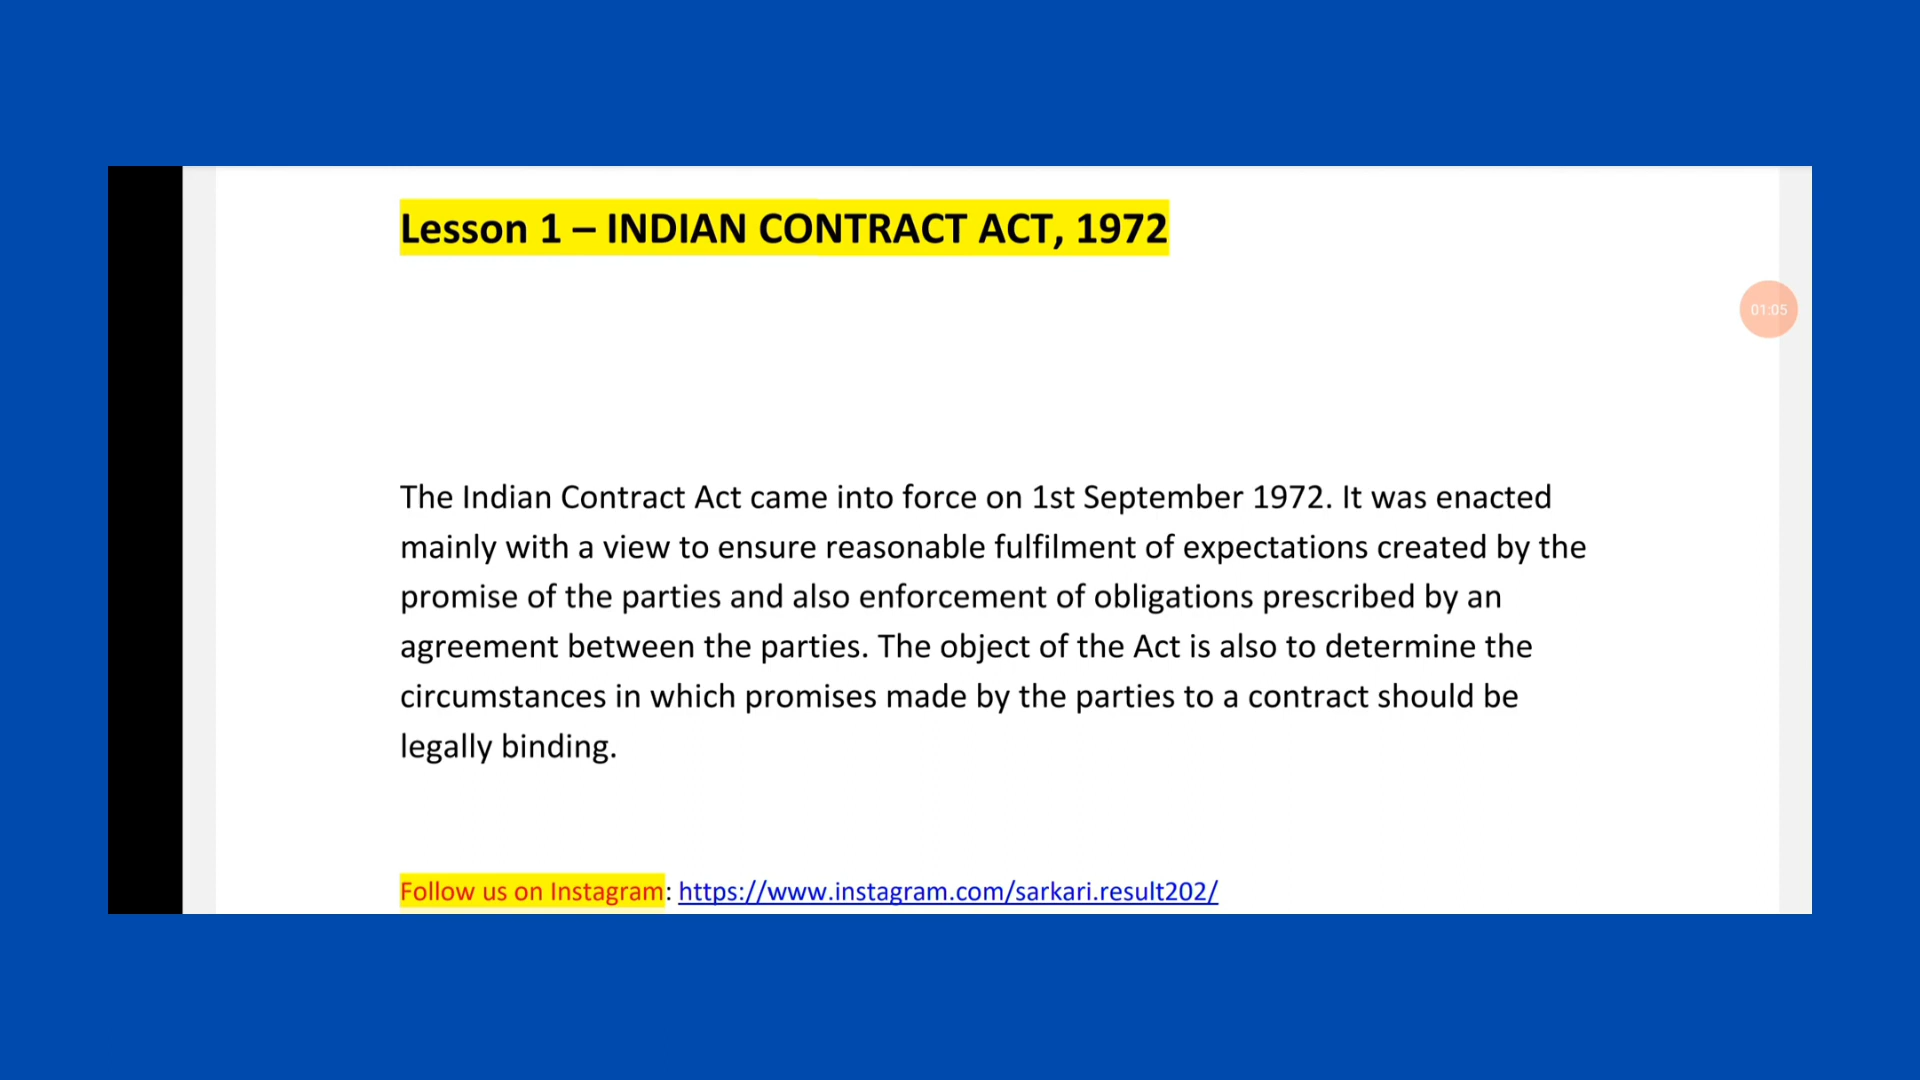 Lesson 1 – INDIAN CONTRACT ACT, 1972
01:05
The Indian Contract Act came into force on 1st September 1972. It was enacted
mainly with a view to ensure reasonable fulfilment of expectations created by the
promise of the parties and also enforcement of obligations prescribed by an
agreement between the parties. The object of the Act is also to determine the
circumstances in which promises made by the parties to a contract should be
legally binding.
Follow us on Instagram: https://www.instagram.com/sarkari.result202/